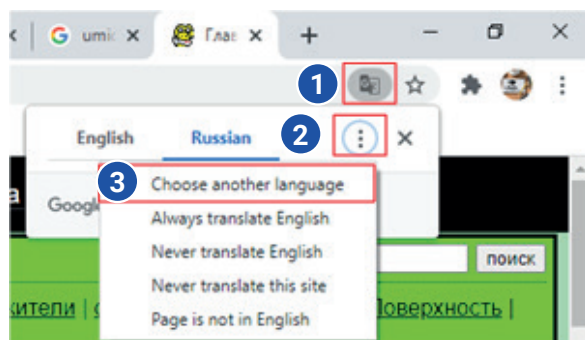 umic
Глав
1
2
English Russian
3
Choose another language
Googl
Always translate English
Never translate English
поиск
Never translate this site
жители | Поверхность |
Page is not in English